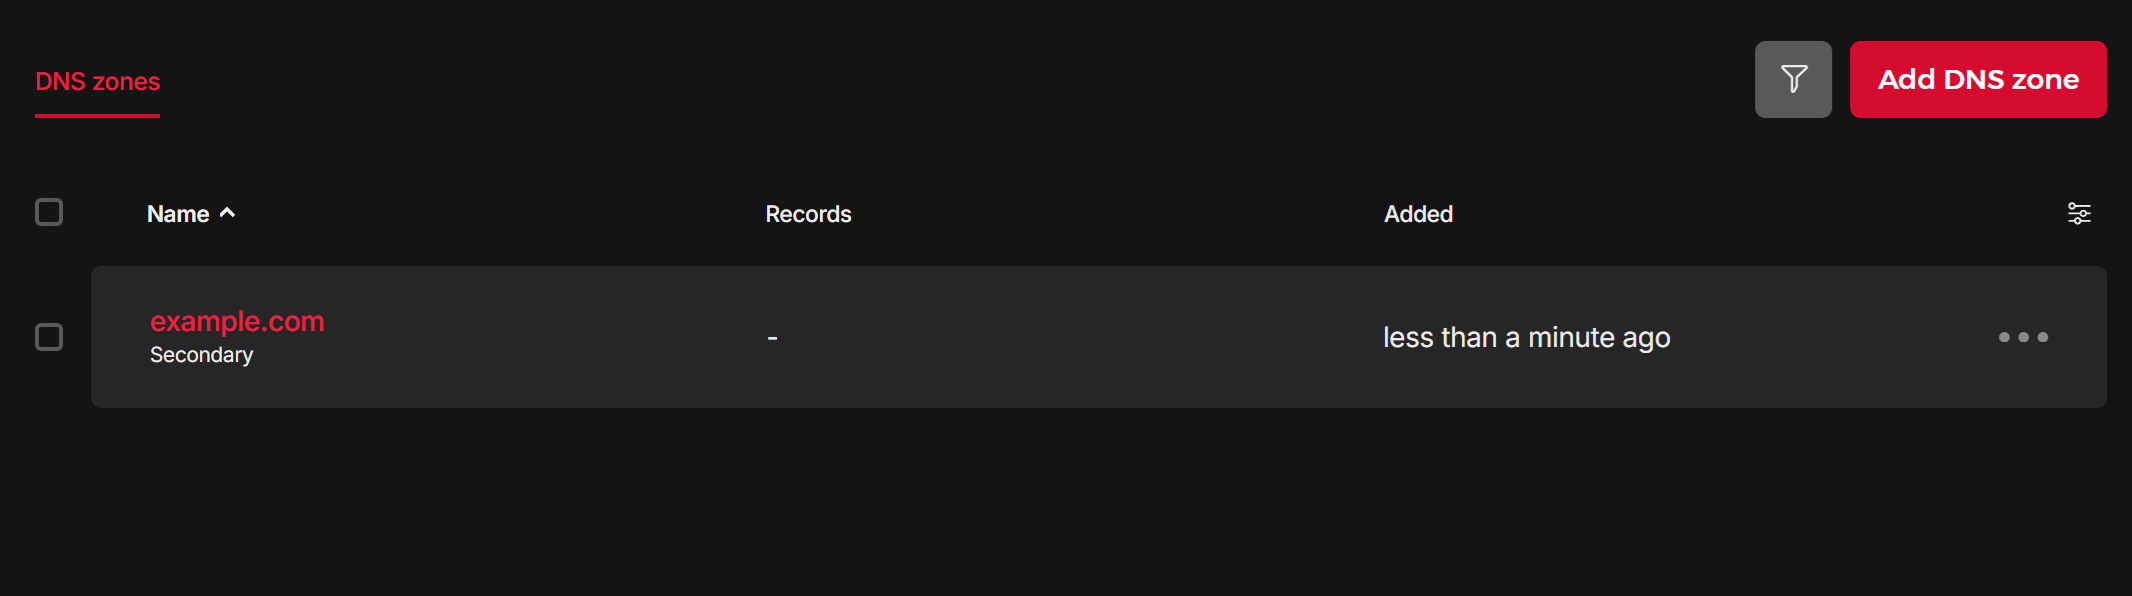 DNS zones
Add DNS zone
Name
Records
Added
example.com
Secondary
-
less than a minute ago